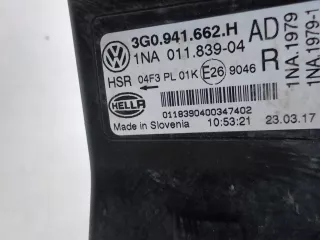 3G0.941.662.H AD
1NA 011.839-04
HSR 04F3 PL 01K E26 9046 R
HELLA
Made in Slovenia
0118390400347402
10:53:21 23.03.17
1NA.1979
1NA.1979-1